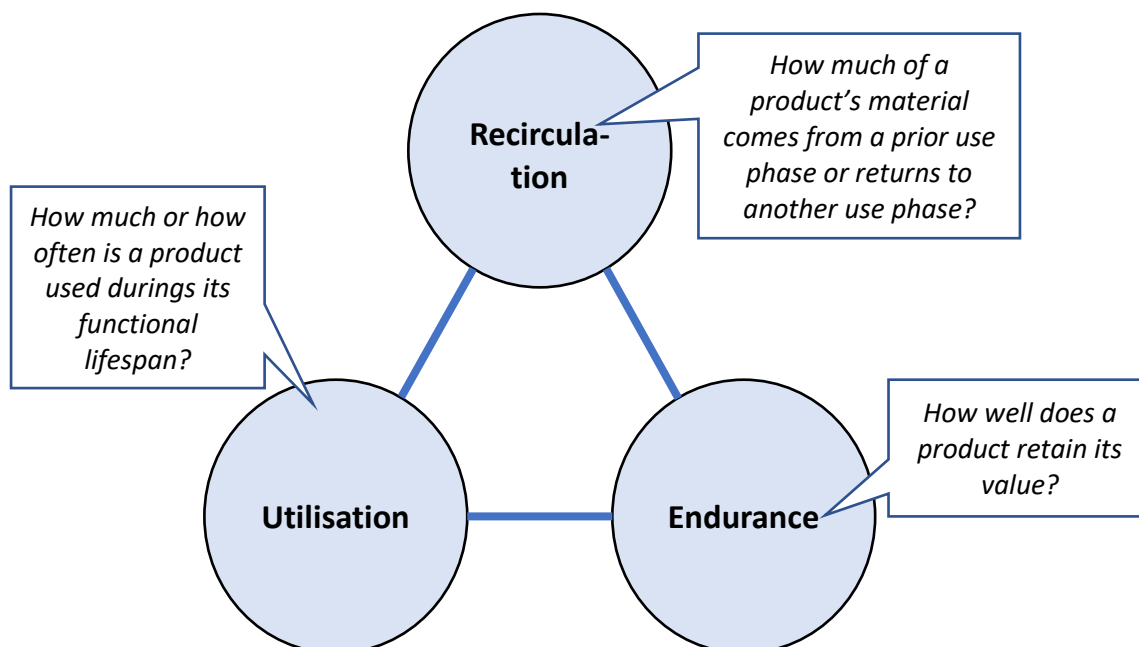 How much of a
product’s material
comes from a prior use
phase or returns to
another use phase?
Recircula-
tion
How much or how
often is a product
used durings its
functional
lifespan?
How well does a
product retain its
value?
Utilisation
Endurance